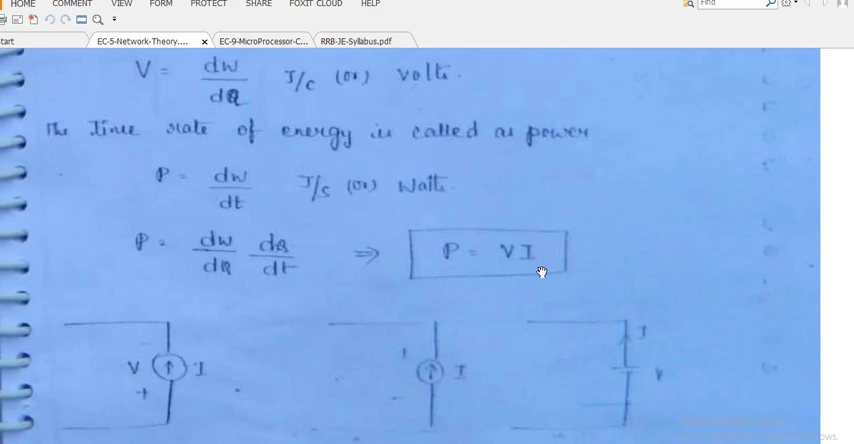 HOME COMMENT VIEW FORM PROTECT SHARE FOXIT CLOUD HELP Find
tart EC-5-Network-Theory.... × EC-9-MicroProcessor-C... RRB-JE-Syllabus.pdf
V = dw/dQ J/C (or) volts.
The time rate of energy is called as power
P = dw/dt J/s (or) Watts.
P = dw/dQ dQ/dt ⇒ P = VI
V - + I
I
I V
ows.